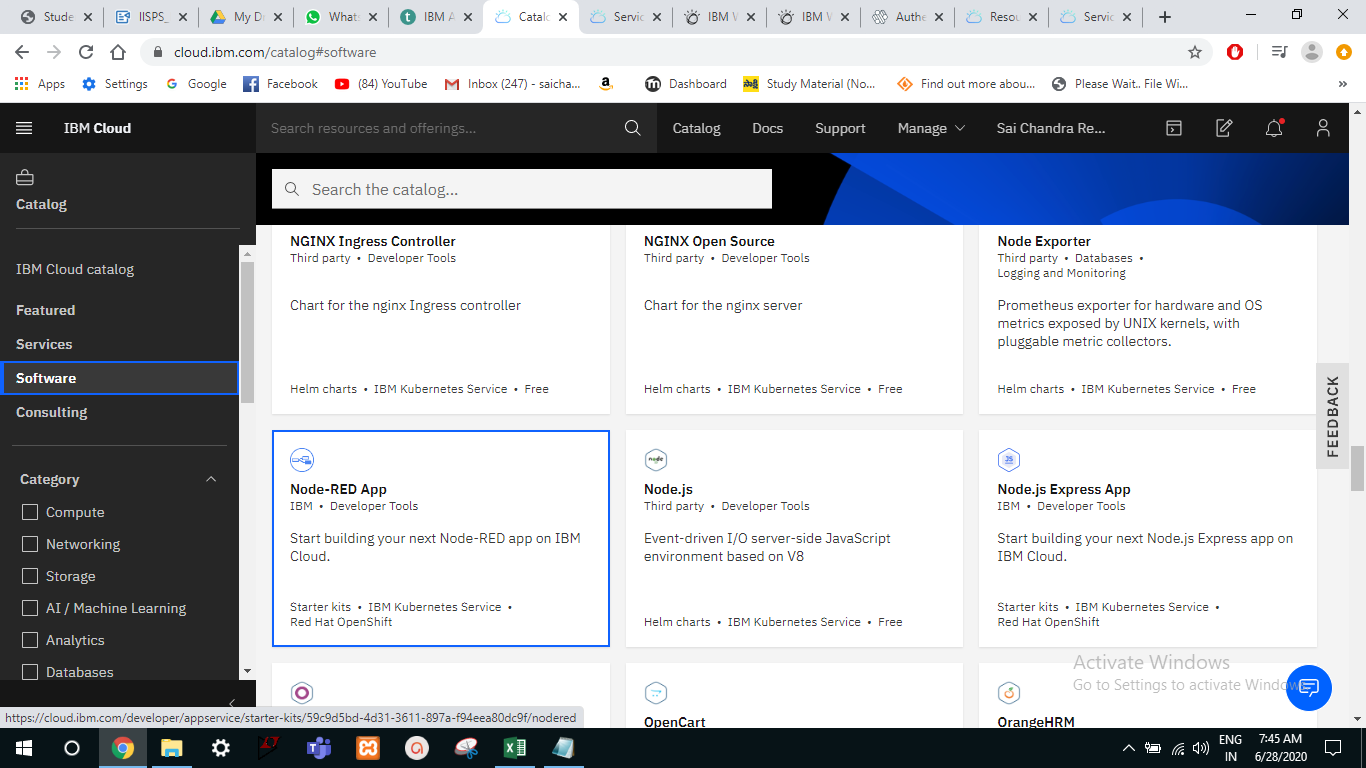 Stude
IISPS_
My D
What:
IBM A
Catalo
Servic
IBM W
IBM W
Authe
Resou
Servic
cloud.ibm.com/catalog#software
Apps
Settings
Google
Facebook
(84) YouTube
Inbox (247) - saicha...
Dashboard
Study Material (No...
Find out more abou...
Please Wait.. File Wi...
IBM Cloud
Search resources and offerings...
Catalog
Docs
Support
Manage
Sai Chandra Re...
Catalog
IBM Cloud catalog
Featured
Services
Software
Consulting
Category
Compute
Networking
Storage
AI / Machine Learning
Analytics
Databases
Search the catalog...
NGINX Ingress Controller
Third party • Developer Tools
Chart for the nginx Ingress controller
Helm charts • IBM Kubernetes Service • Free
NGINX Open Source
Third party • Developer Tools
Chart for the nginx server
Helm charts • IBM Kubernetes Service • Free
Node Exporter
Third party • Databases •
Logging and Monitoring
Prometheus exporter for hardware and OS
metrics exposed by UNIX kernels, with
pluggable metric collectors.
Helm charts • IBM Kubernetes Service • Free
FEEDBACK
Node-RED App
IBM • Developer Tools
Start building your next Node-RED app on IBM
Cloud.
Starter kits • IBM Kubernetes Service •
Red Hat OpenShift
node
Node.js
Third party • Developer Tools
Event-driven I/O server-side JavaScript
environment based on V8
Helm charts • IBM Kubernetes Service • Free
JS
Node.js Express App
IBM • Developer Tools
Start building your next Node.js Express app on
IBM Cloud.
Starter kits • IBM Kubernetes Service •
Red Hat OpenShift
OpenCart
OrangeHRM
Activate Windows
Go to Settings to activate Windows.
https://cloud.ibm.com/developer/appservice/starter-kits/59c9d5bd-4d31-3611-897a-f94eea80dc9f/nodered
ENG
IN
7:45 AM
6/28/2020